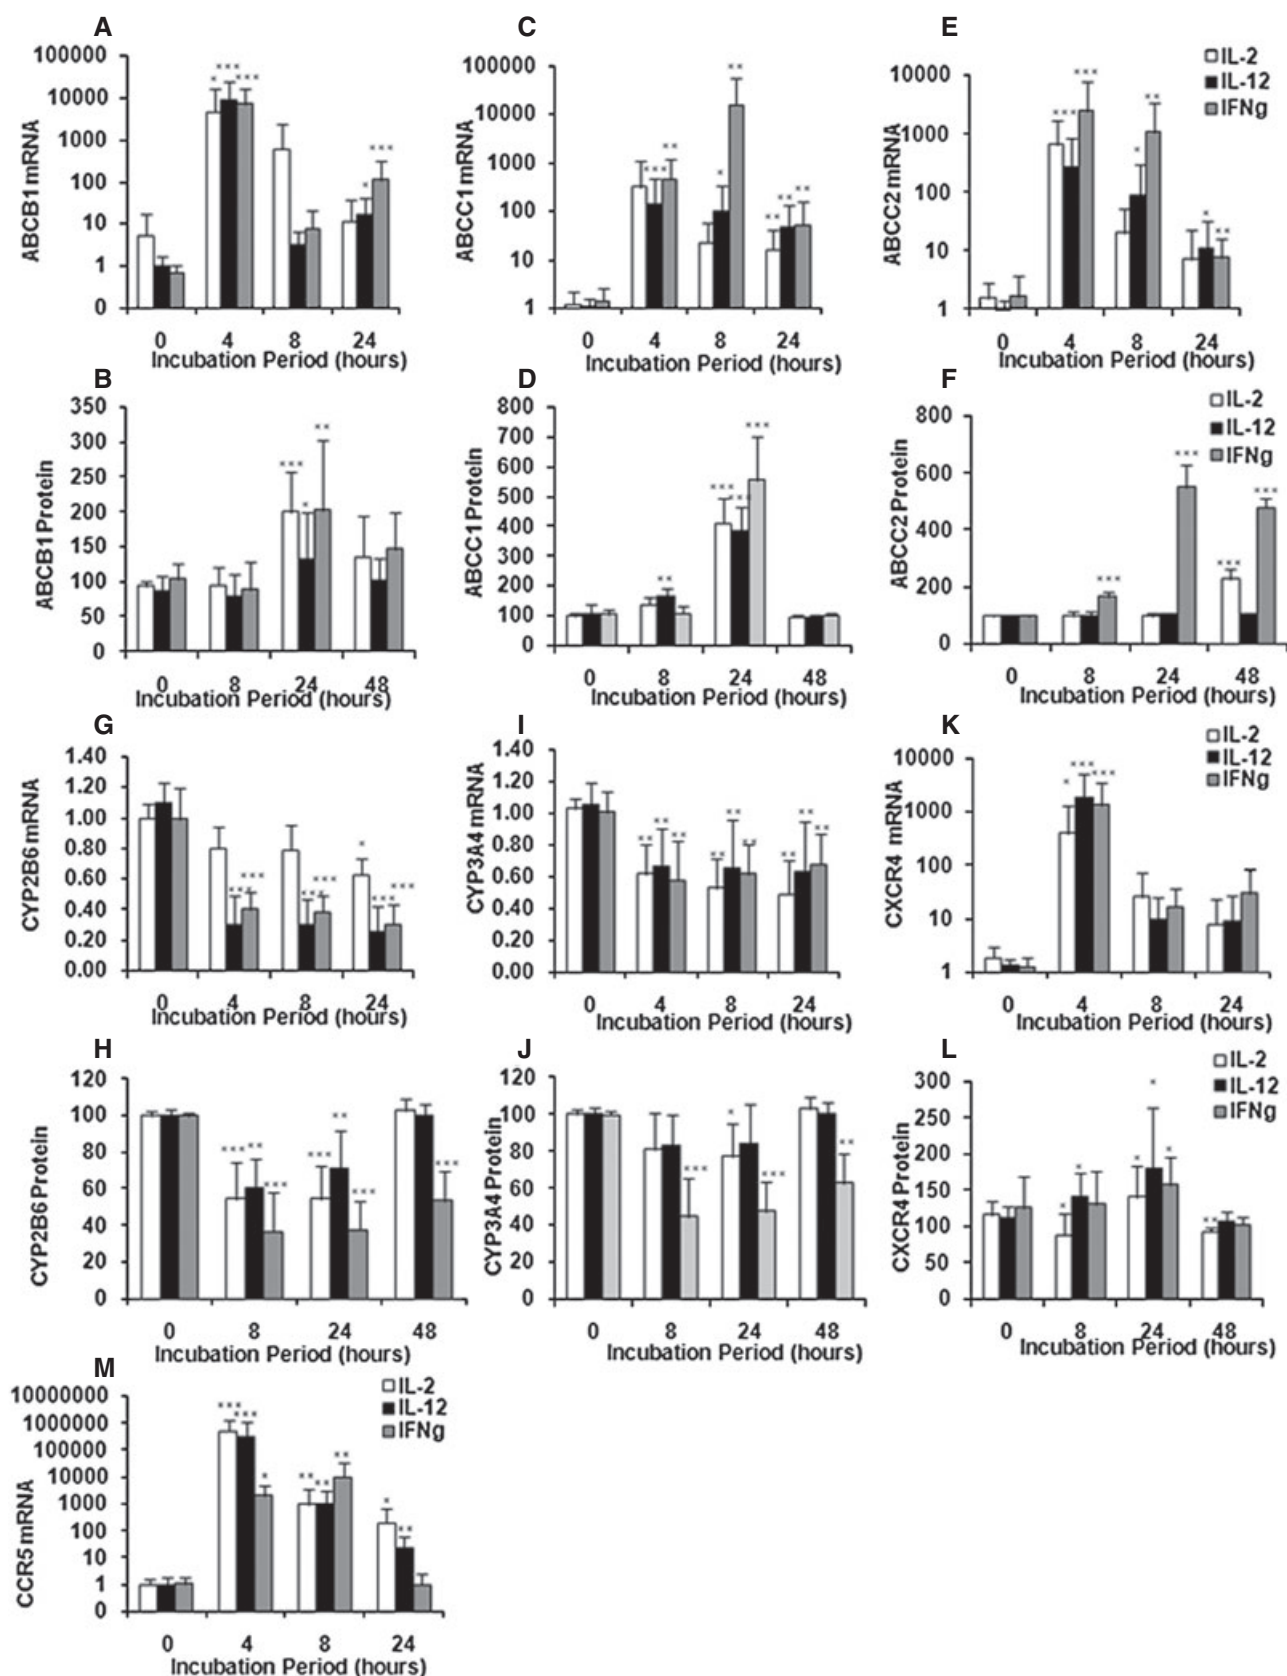 A
100000
10000
1000
100
10
1
0
ABCB1 mRNA
* *** ***
* ***
0 4 8 24
Incubation Period (hours)
C
100000
10000
1000
100
10
1
ABCC1 mRNA
*** **
* **
** ** **
0 4 8 24
Incubation Period (hours)
E
10000
1000
100
10
1
ABCC2 mRNA
IL-2
IL-12
IFNg
*** ***
* **
* **
0 4 8 24
Incubation Period (hours)
B
350
300
250
200
150
100
50
0
ABCB1 Protein
*** * **
0 8 24 48
Incubation Period (hours)
D
800
700
600
500
400
300
200
100
0
ABCC1 Protein
**
*** *** ***
0 8 24 48
Incubation Period (hours)
F
800
600
400
200
0
ABCC2 Protein
IL-2
IL-12
IFNg
***
***
*** ***
0 8 24 48
Incubation Period (hours)
G
1.40
1.20
1.00
0.80
0.60
0.40
0.20
0.00
CYP2B6 mRNA
*** ***
*** ***
* *** ***
0 4 8 24
Incubation Period (hours)
I
1.40
1.20
1.00
0.80
0.60
0.40
0.20
0.00
CYP3A4 mRNA
** ** **
** ** **
** ** **
0 4 8 24
Incubation Period (hours)
K
10000
1000
100
10
1
CXCR4 mRNA
IL-2
IL-12
IFNg
* *** ***
0 4 8 24
Incubation Period (hours)
H
120
100
80
60
40
20
0
CYP2B6 Protein
*** ** ***
*** ** ***
***
0 8 24 48
Incubation Period (hours)
J
120
100
80
60
40
20
0
CYP3A4 Protein
***
* ***
**
0 8 24 48
Incubation Period (hours)
L
300
250
200
150
100
50
0
CXCR4 Protein
IL-2
IL-12
IFNg
* *
* * *
**
0 8 24 48
Incubation Period (hours)
M
10000000
1000000
100000
10000
1000
100
10
1
0
CCR5 mRNA
IL-2
IL-12
IFNg
*** *** *
** ** **
* **
0 4 8 24
Incubation Period (hours)